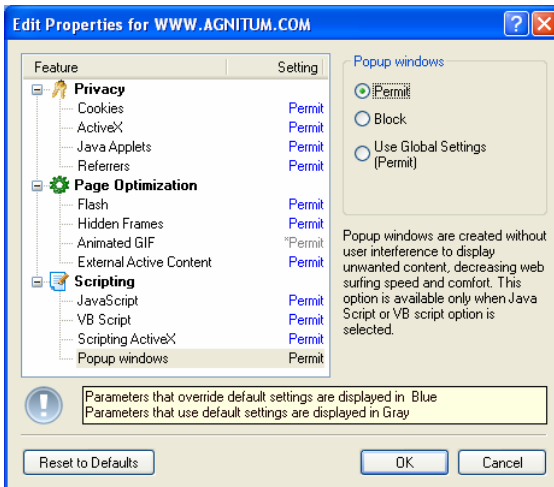 Edit Properties for WWW.AGNITUM.COM
Feature Setting
Privacy
Cookies Permit
ActiveX Permit
Java Applets Permit
Referrers Permit
Page Optimization
Flash Permit
Hidden Frames Permit
Animated GIF *Permit
External Active Content Permit
Scripting
JavaScript Permit
VB Script Permit
Scripting ActiveX Permit
Popup windows Permit
Popup windows
Permit
Block
Use Global Settings
(Permit)
Popup windows are created without
user interference to display
unwanted content, decreasing web
surfing speed and comfort. This
option is available only when Java
Script or VB script option is
selected.
Parameters that override default settings are displayed in Blue
Parameters that use default settings are displayed in Gray
Reset to Defaults
OK
Cancel